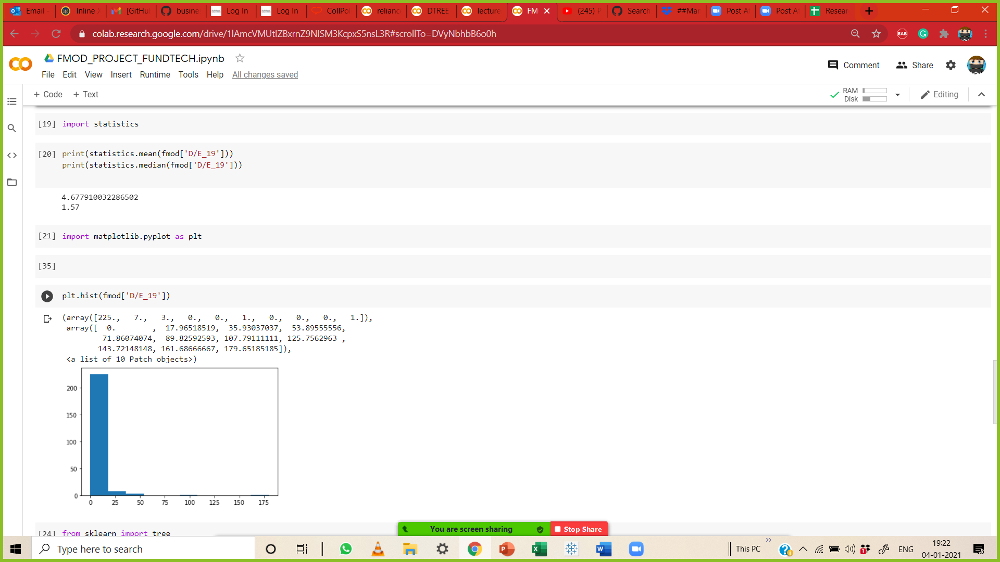 Email -
Inline
[GitHu
busine
Log In
Log In
CollPo
relianc
DTREE
lecture
FM
(245) P
Search
##Mar
Post A
Post A
Resear
colab.research.google.com/drive/1lAmcVMUtIZBxrnZ9NISM3KcpxS5nsL3R#scrollTo=DVyNbhbB6o0h
EAB
G
FMOD_PROJECT_FUNDTECH.ipynb
Comment
Share
File Edit View Insert Runtime Tools Help All changes saved
+ Code + Text
RAM
Disk
Editing
[19] import statistics
[20] print(statistics.mean(fmod['D/E_19']))
print(statistics.median(fmod['D/E_19']))
4.677910032286502
1.57
[21] import matplotlib.pyplot as plt
[35]
plt.hist(fmod['D/E_19'])
(array([225., 7., 3., 0., 0., 1., 0., 0., 0., 1.]),
array([ 0. , 17.96518519, 35.93037037, 53.89555556,
71.86074074, 89.82592593, 107.79111111, 125.7562963 ,
143.72148148, 161.68666667, 179.65185185]),
<a list of 10 Patch objects>)
200
150
100
50
0
0 25 50 75 100 125 150 175
[24] from sklearn import tree
You are screen sharing
Stop Share
Type here to search
This PC
ENG
19:22
04-01-2021